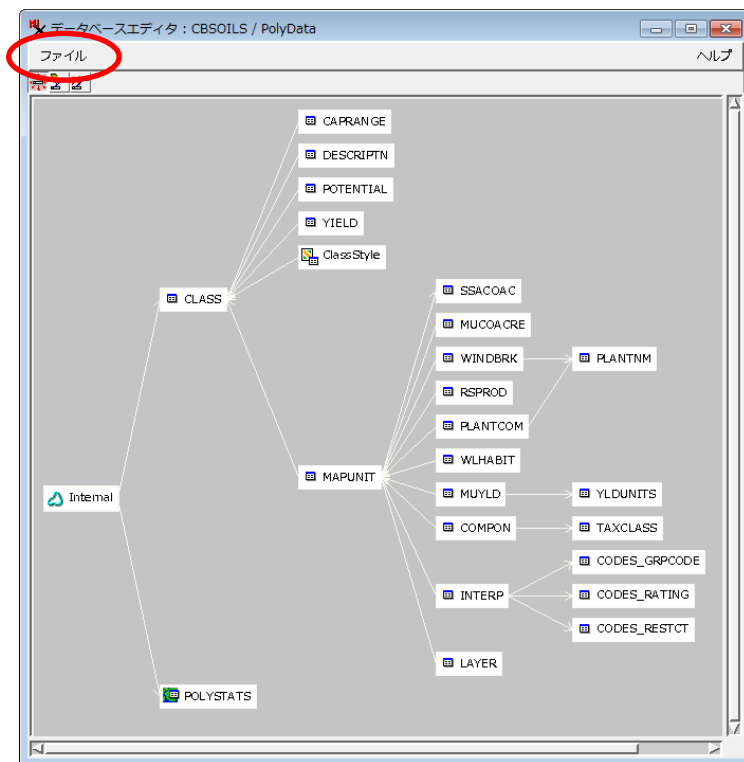 データベースエディタ : CBSOILS / PolyData
ファイル ヘルプ
CAPRANGE
DESCRIPTN
POTENTIAL
YIELD
ClassStyle
SSACOAC
CLASS
MUCOACRE
WINDBRK PLANTNM
RSPROD
PLANTCOM
WLHABIT
MAPUNIT
MUYLD YLDUNITS
Internal
COMPON TAXCLASS
CODES_GRPCODE
INTERP CODES_RATING
CODES_RESTCT
LAYER
POLYSTATS